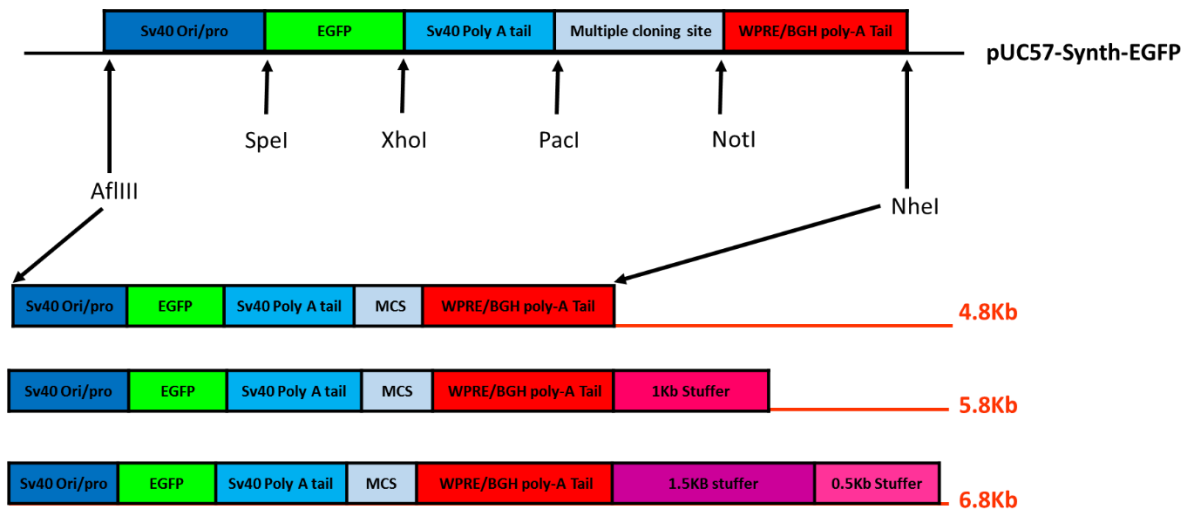 Sv40 Ori/pro EGFP Sv40 Poly A tail Multiple cloning site WPRE/BGH poly-A Tail
pUC57-Synth-EGFP
SpeI XhoI PacI NotI
AflIII NheI
Sv40 Ori/pro EGFP Sv40 Poly A tail MCS WPRE/BGH poly-A Tail
4.8Kb
Sv40 Ori/pro EGFP Sv40 Poly A tail MCS WPRE/BGH poly-A Tail 1Kb Stuffer
5.8Kb
Sv40 Ori/pro EGFP Sv40 Poly A tail MCS WPRE/BGH poly-A Tail 1.5KB stuffer 0.5Kb Stuffer
6.8Kb